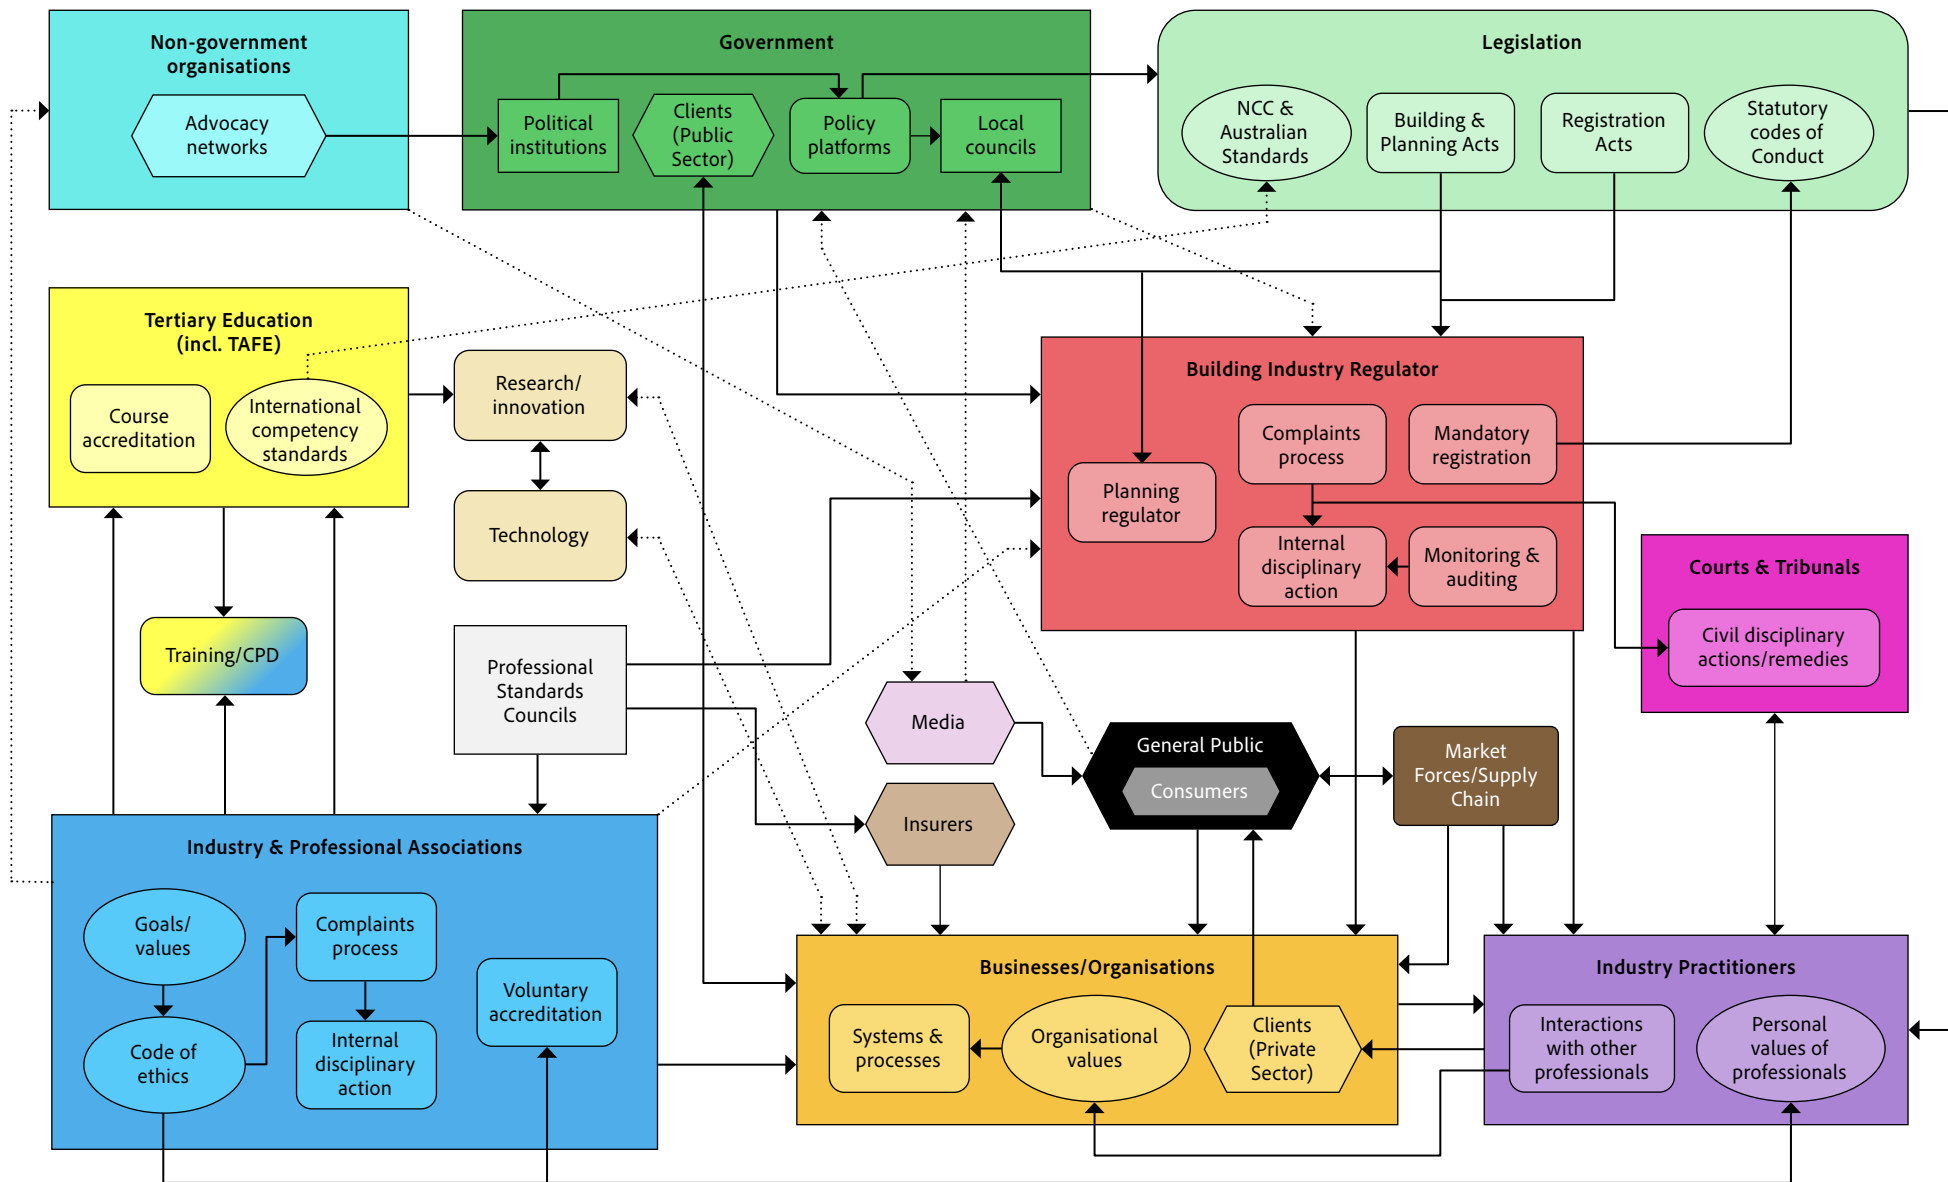 Non-government
organisations
Advocacy
networks
Government
Political
institutions
Clients
(Public
Sector)
Policy
platforms
Local
councils
Legislation
NCC &
Australian
Standards
Building &
Planning Acts
Registration
Acts
Statutory
codes of
Conduct
Tertiary Education
(incl. TAFE)
Course
accreditation
International
competency
standards
Research/
innovation
Technology
Training/CPD
Professional
Standards
Councils
Building Industry Regulator
Complaints
process
Mandatory
registration
Planning
regulator
Internal
disciplinary
action
Monitoring &
auditing
Courts & Tribunals
Civil disciplinary
actions/remedies
Media
Insurers
General Public
Consumers
Market
Forces/Supply
Chain
Industry & Professional Associations
Goals/
values
Complaints
process
Code of
ethics
Internal
disciplinary
action
Voluntary
accreditation
Businesses/Organisations
Systems &
processes
Organisational
values
Clients
(Private
Sector)
Industry Practitioners
Interactions
with other
professionals
Personal
values of
professionals